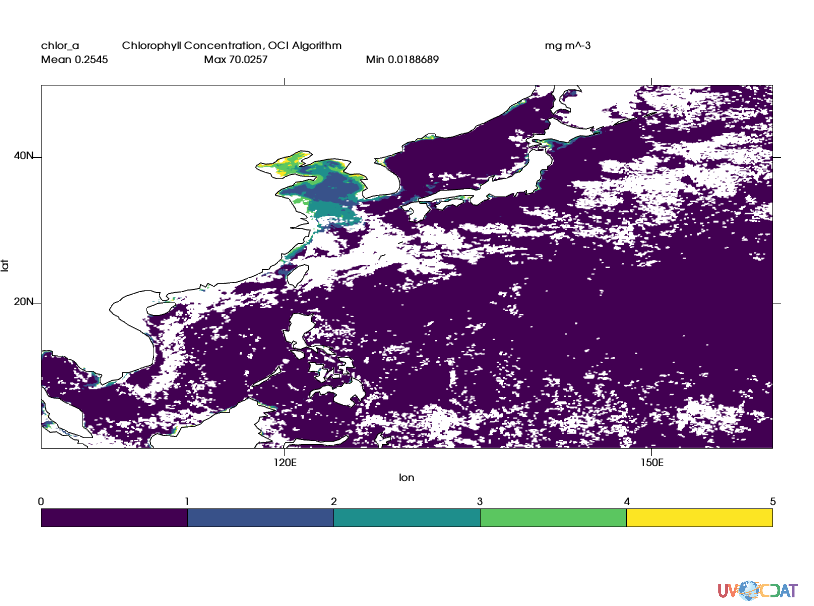 chlor_a Chlorophyll Concentration, OCI Algorithm mg m^-3
Mean 0.2545 Max 70.0257 Min 0.0188689
40N
lat
20N
120E 150E
lon
0 1 2 3 4 5
UV CDAT